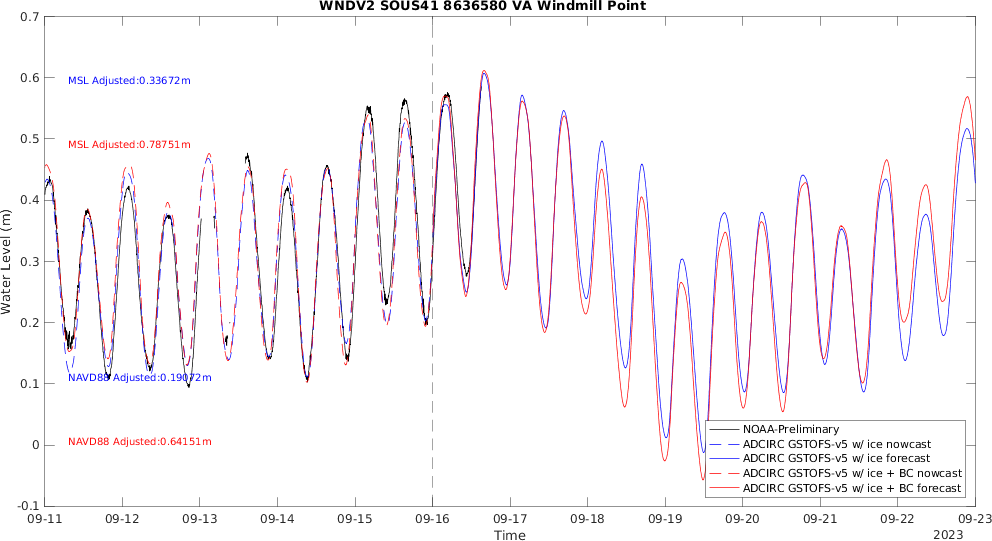 WNDV2 SOUS41 8636580 VA Windmill Point
0.7
0.6
0.5
0.4
0.3
0.2
0.1
0
-0.1
Water Level (m)
MSL Adjusted:0.33672m
MSL Adjusted:0.78751m
NAVD88 Adjusted:0.19072m
NAVD88 Adjusted:0.64151m
NOAA-Preliminary
ADCIRC GSTOFS-v5 w/ ice nowcast
ADCIRC GSTOFS-v5 w/ ice forecast
ADCIRC GSTOFS-v5 w/ ice + BC nowcast
ADCIRC GSTOFS-v5 w/ ice + BC forecast
09-11 09-12 09-13 09-14 09-15 09-16 09-17 09-18 09-19 09-20 09-21 09-22 09-23
Time
2023